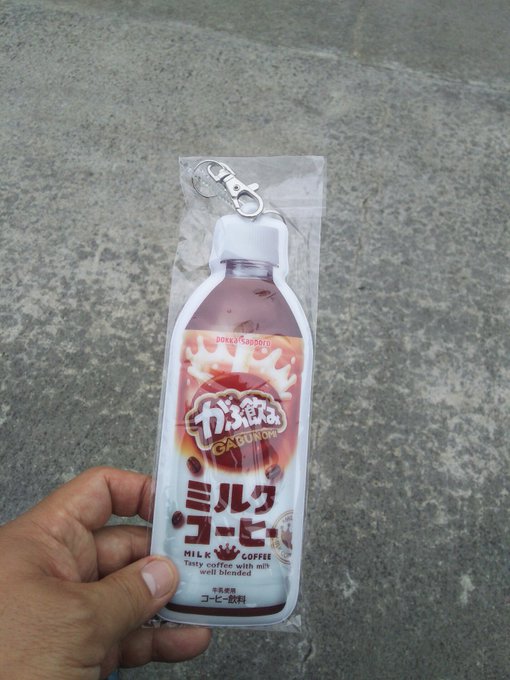 pokka sapporo
がぶ飲み
GABUNOMI
ミルク
コーヒー
MILK COFFEE
Tasty coffee with milk
well blended
牛乳使用
コーヒー飲料